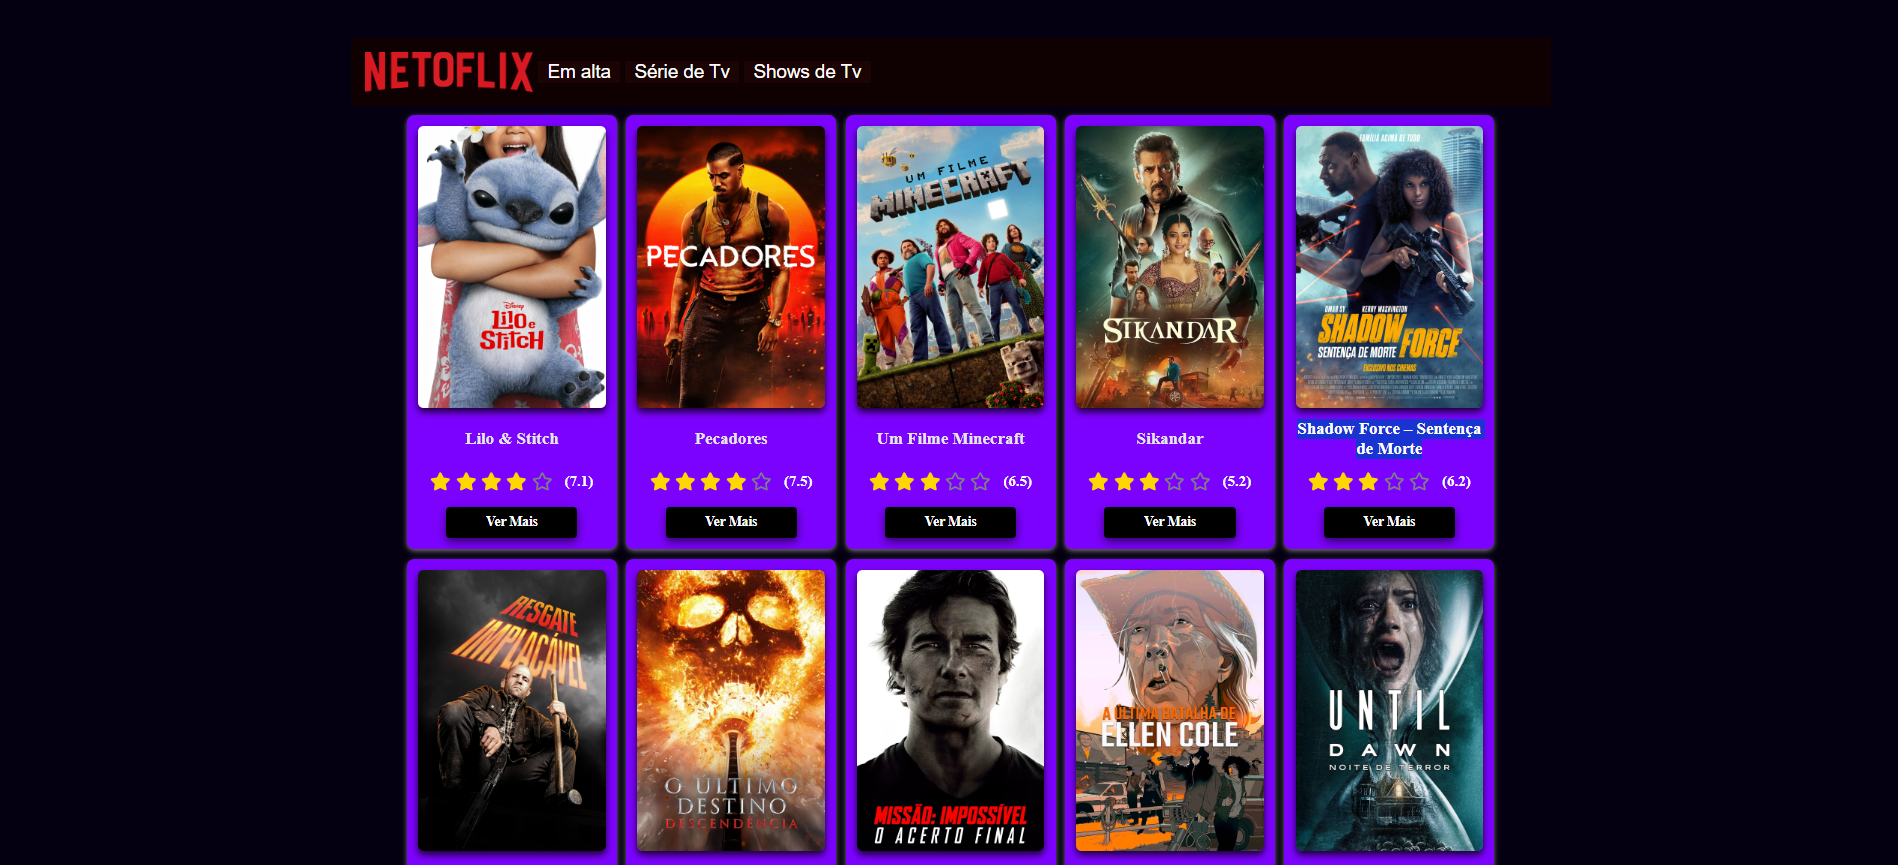 NETOFLIX
Em alta
Série de Tv
Shows de Tv
Disney
Lilo e
Stitch
PECADORES
UM FILME
MINECRAFT
SIKANDAR
FAMÍLIA ACIMA DE TUDO
OMAR SY KERRY WASHINGTON
SHADOW
FORCE
SENTENÇA DE MORTE
EXCLUSIVO NOS CINEMAS
Lilo & Stitch
Pecadores
Um Filme Minecraft
Sikandar
Shadow Force – Sentença
de Morte
(7.1)
(7.5)
(6.5)
(5.2)
(6.2)
Ver Mais
Ver Mais
Ver Mais
Ver Mais
Ver Mais
RESGATE
IMPLACÁVEL
O ÚLTIMO
DESTINO
DESCENDÊNCIA
MISSÃO: IMPOSSÍVEL
O ACERTO FINAL
A ÚLTIMA BATALHA DE
ELLEN COLE
UNTIL
DAWN
NOITE DE TERROR